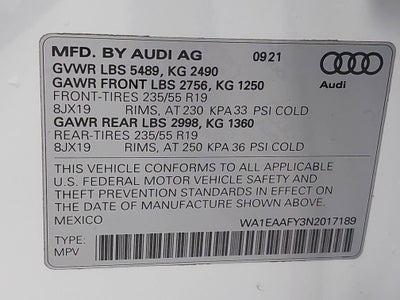 MFD. BY AUDI AG 0921
GVWR LBS 5489, KG 2490
GAWR FRONT LBS 2756, KG 1250
FRONT-TIRES 235/55 R19
8JX19 RIMS, AT 230 KPA 33 PSI COLD
GAWR REAR LBS 2998, KG 1360
REAR-TIRES 235/55 R19
8JX19 RIMS, AT 250 KPA 36 PSI COLD
Audi
THIS VEHICLE CONFORMS TO ALL APPLICABLE
U.S. FEDERAL MOTOR VEHICLE SAFETY AND
THEFT PREVENTION STANDARDS IN EFFECT ON
THE DATE OF MANUFACTURE SHOWN ABOVE.
MEXICO WA1EAAFY3N2017189
TYPE:
MPV